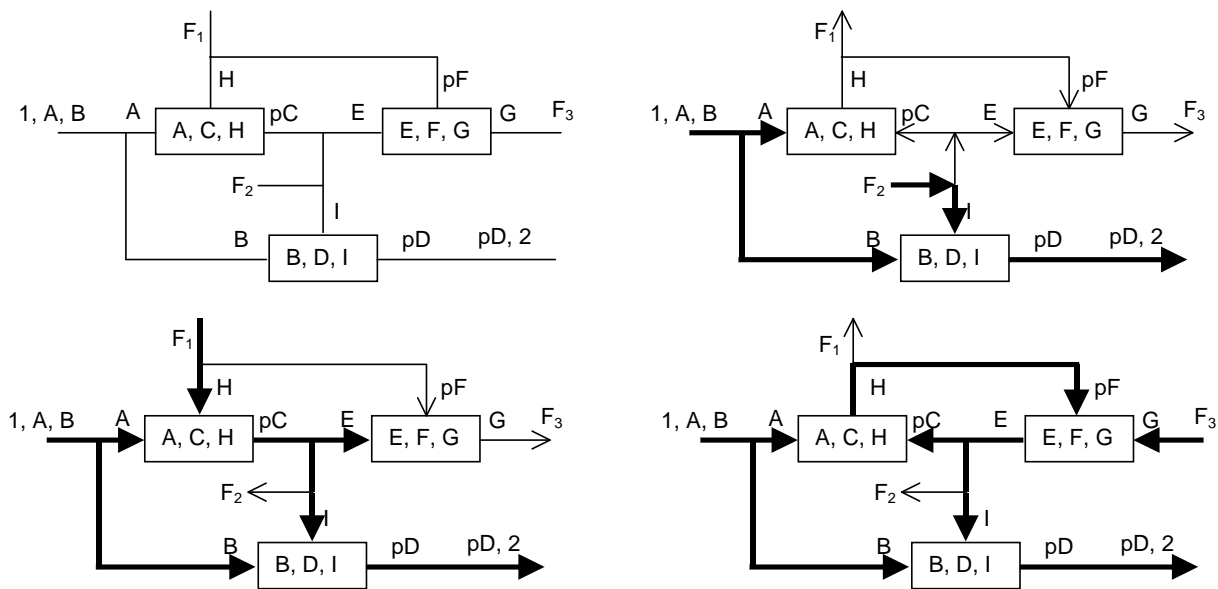 F₁
H
pF
1, A, B A A, C, H pC E E, F, G G F₃
F₂
I
B B, D, I pD pD, 2
F₁
H
pF
1, A, B A A, C, H pC E E, F, G G F₃
F₂
I
B B, D, I pD pD, 2
F₁
H
pF
1, A, B A A, C, H pC E E, F, G G F₃
F₂
I
B B, D, I pD pD, 2
F₁
H
pF
1, A, B A A, C, H pC E E, F, G G F₃
F₂
I
B B, D, I pD pD, 2